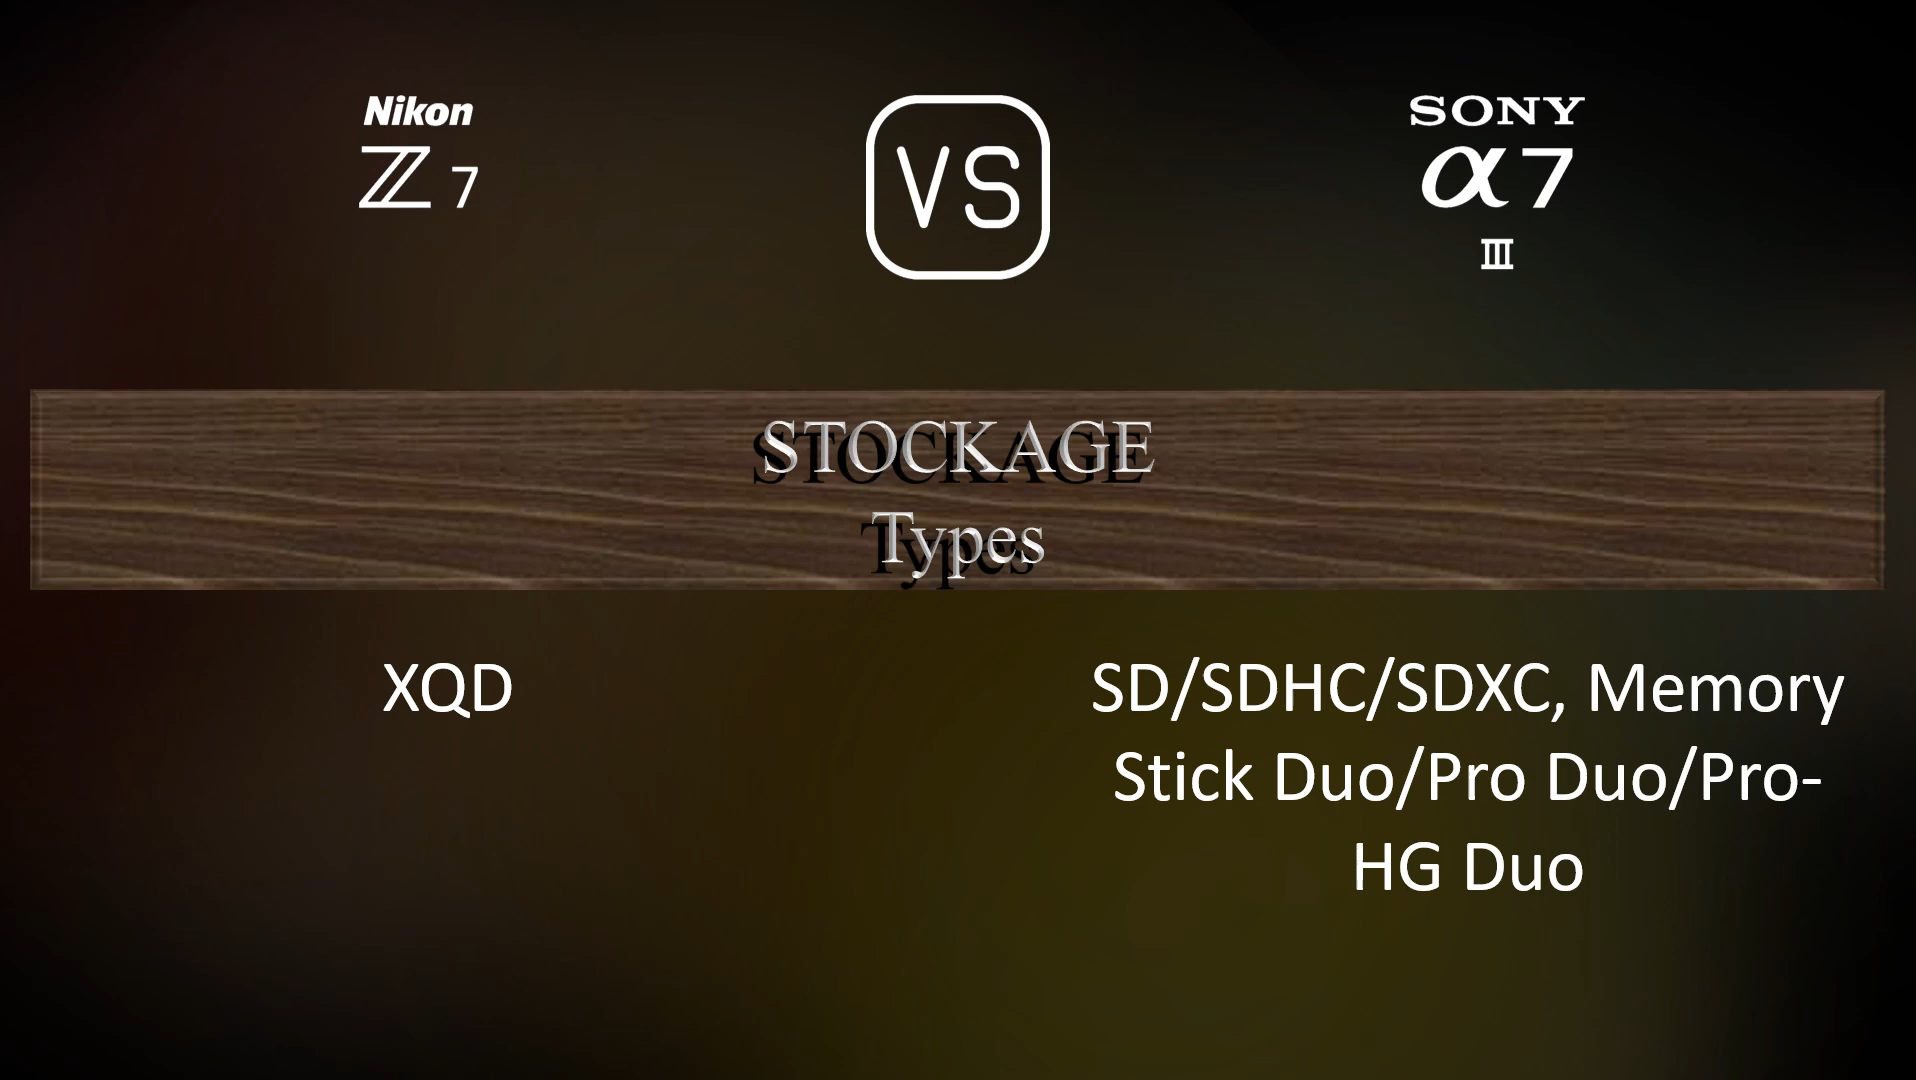 Nikon
Z 7
VS
SONY
α7
III
STOCKAGE
Types
XQD
SD/SDHC/SDXC, Memory
Stick Duo/Pro Duo/Pro-
HG Duo